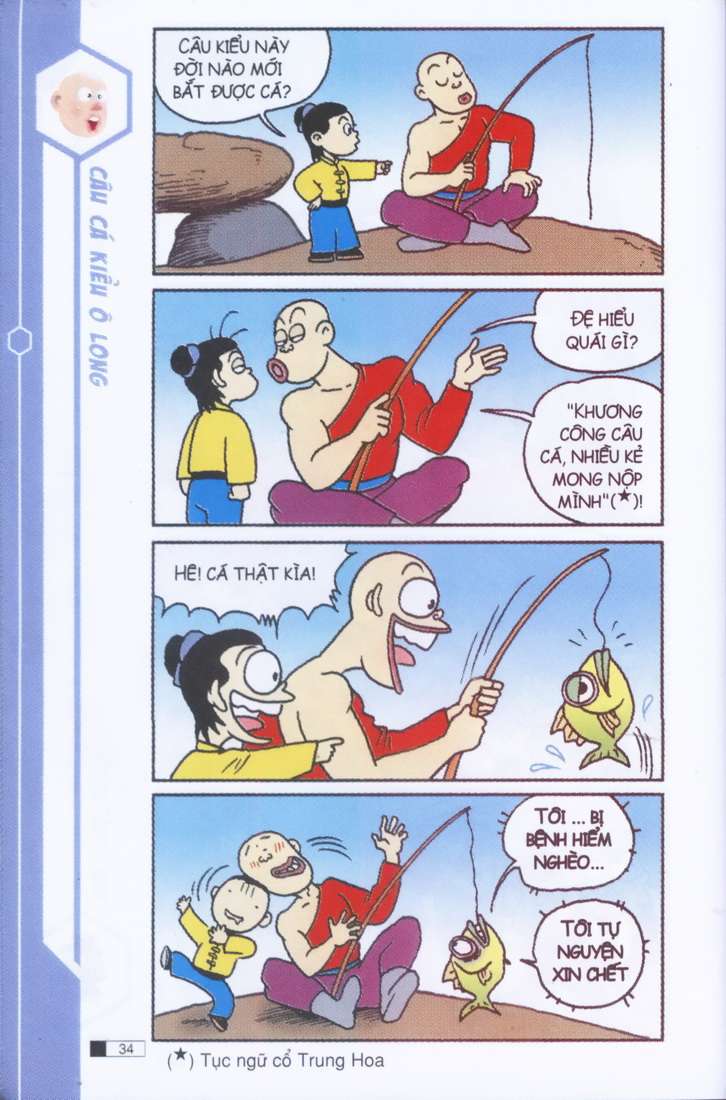 CÂU CÁ KIỂU Ô LONG
CÂU KIỂU NÀY
ĐỜI NÀO MỚI
BẮT ĐƯỢC CÁ?
ĐỆ HIỂU
QUÁI GÌ?
"KHƯƠNG
CÔNG CÂU
CÁ, NHIỀU KẺ
MONG NỘP
MÌNH"(★)!
HÊ! CÁ THẬT KÌA!
TÔI ... BỊ
BỆNH HIỂM
NGHÈO...
TÔI TỰ
NGUYỆN
XIN CHẾT
34
(★) Tục ngữ cổ Trung Hoa